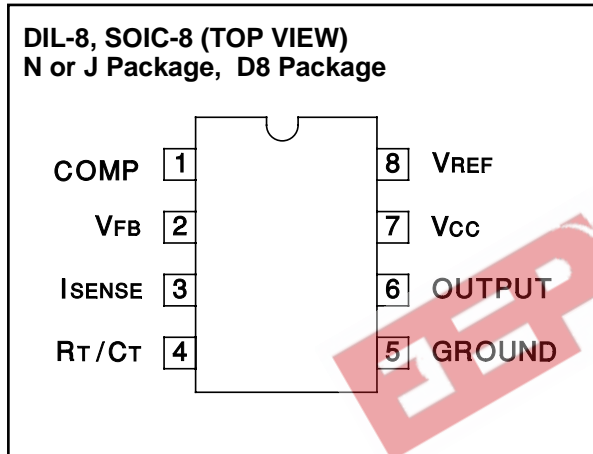 DIL-8, SOIC-8 (TOP VIEW)
N or J Package, D8 Package
COMP 1 8 VREF
VFB 2 7 VCC
ISENSE 3 6 OUTPUT
RT/CT 4 5 GROUND
EEP